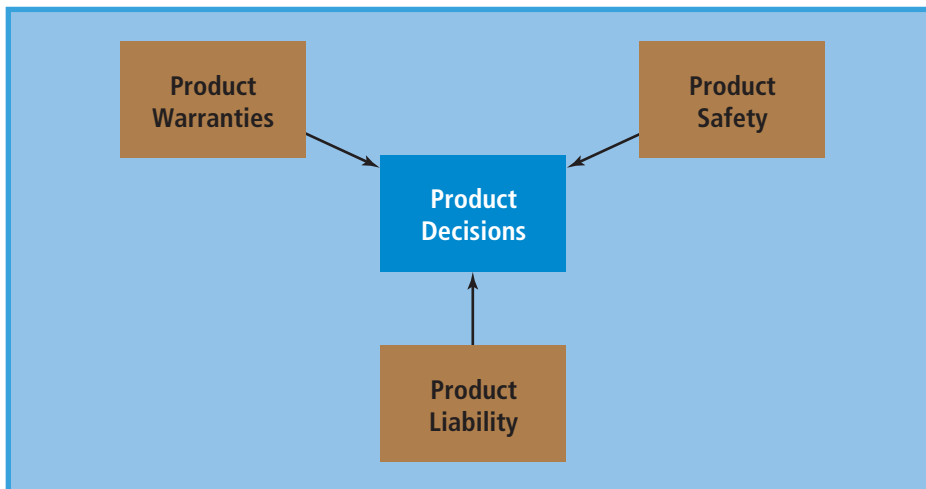 Product
Warranties
Product
Safety
Product
Decisions
Product
Liability